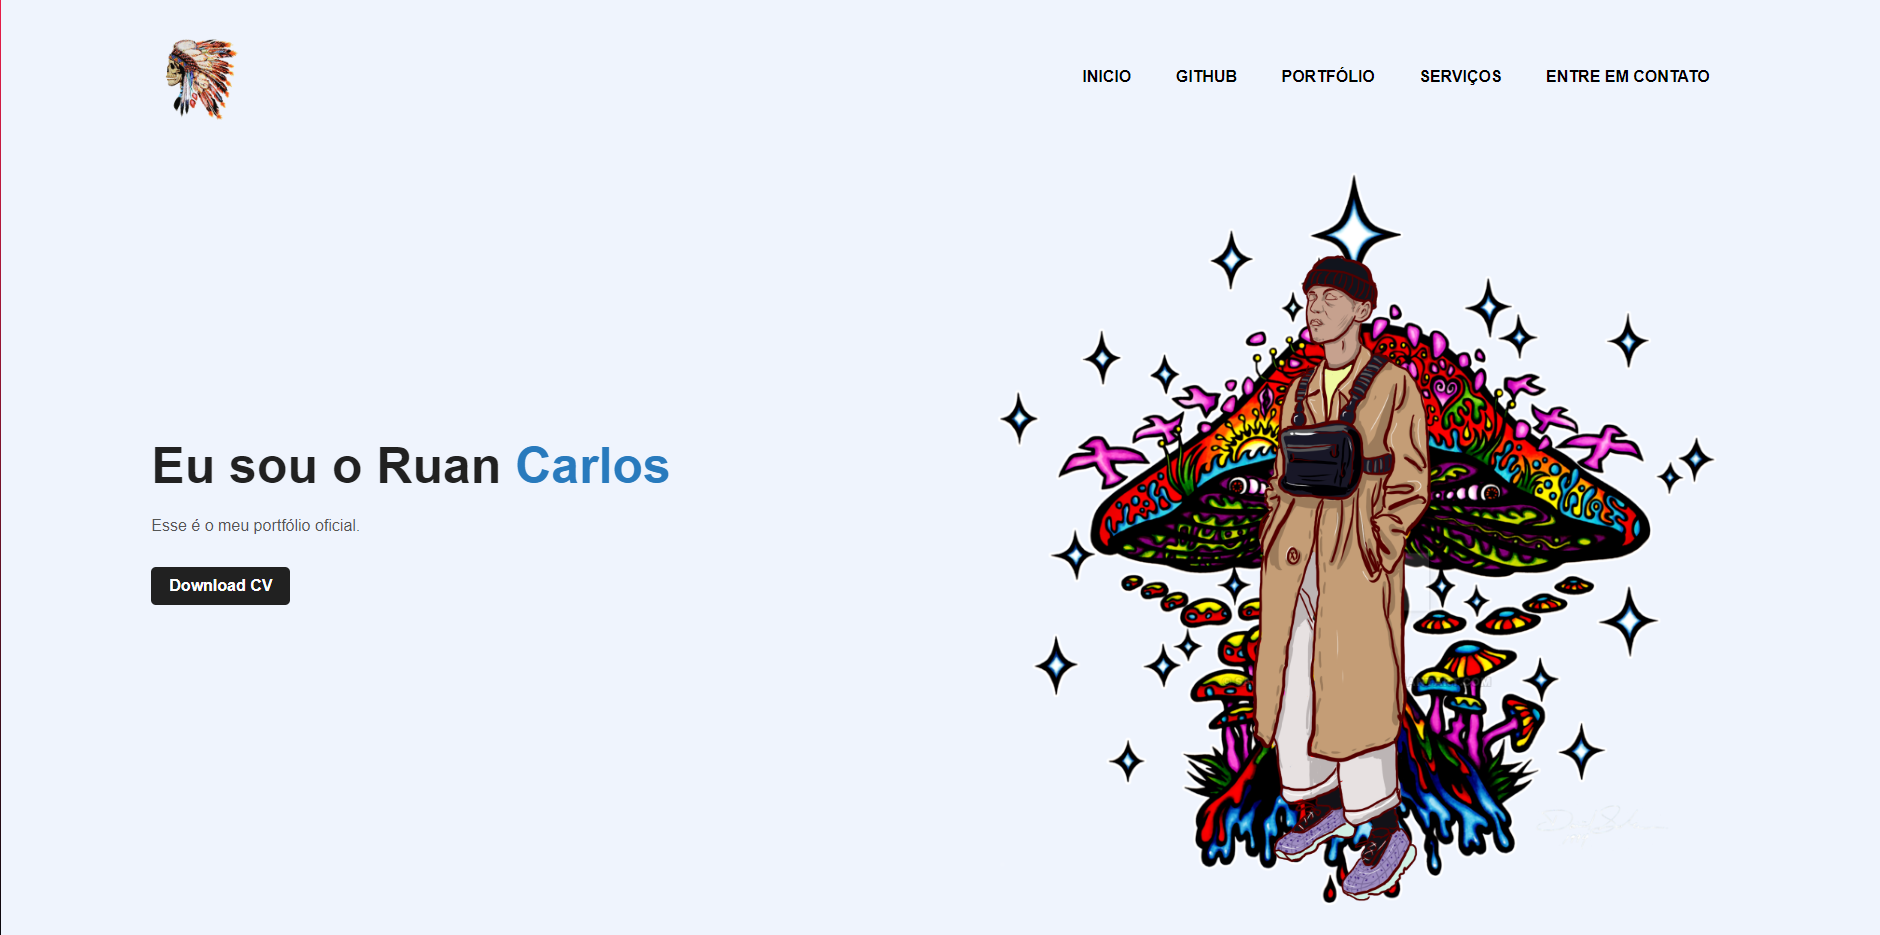 INICIO
GITHUB
PORTFÓLIO
SERVIÇOS
ENTRE EM CONTATO
Eu sou o Ruan Carlos
Esse é o meu portfólio oficial.
Download CV